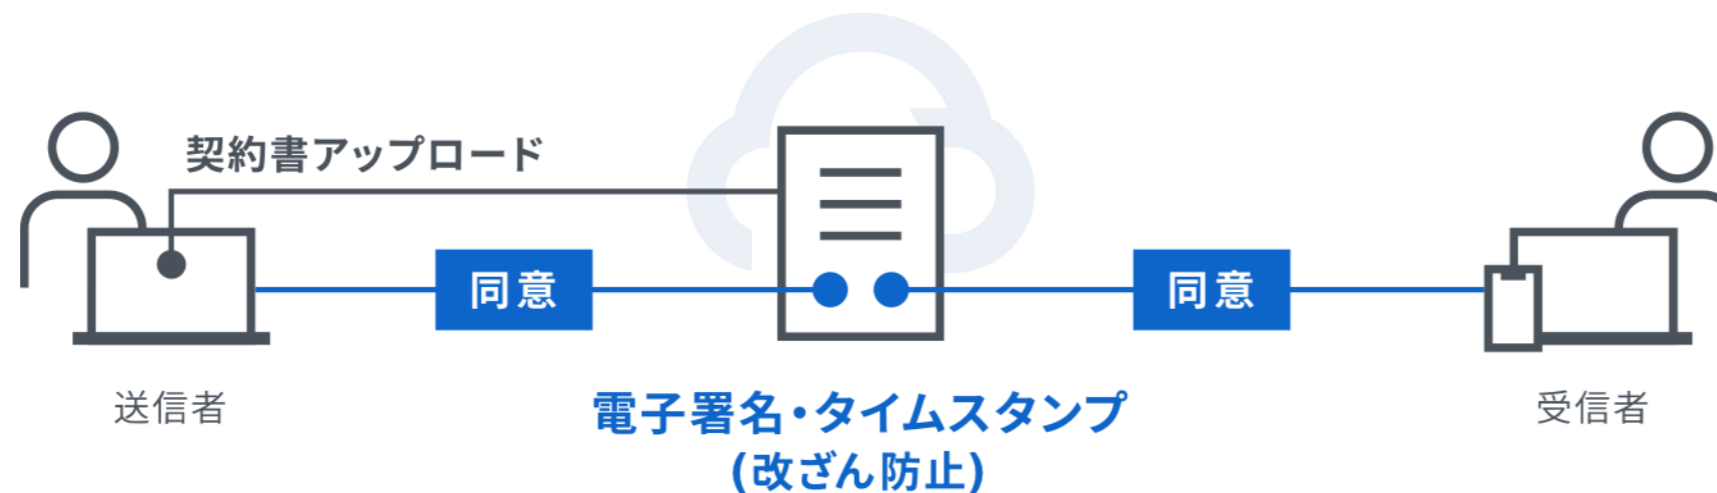 契約書アップロード
同意
同意
送信者
電子署名・タイムスタンプ
(改ざん防止)
受信者